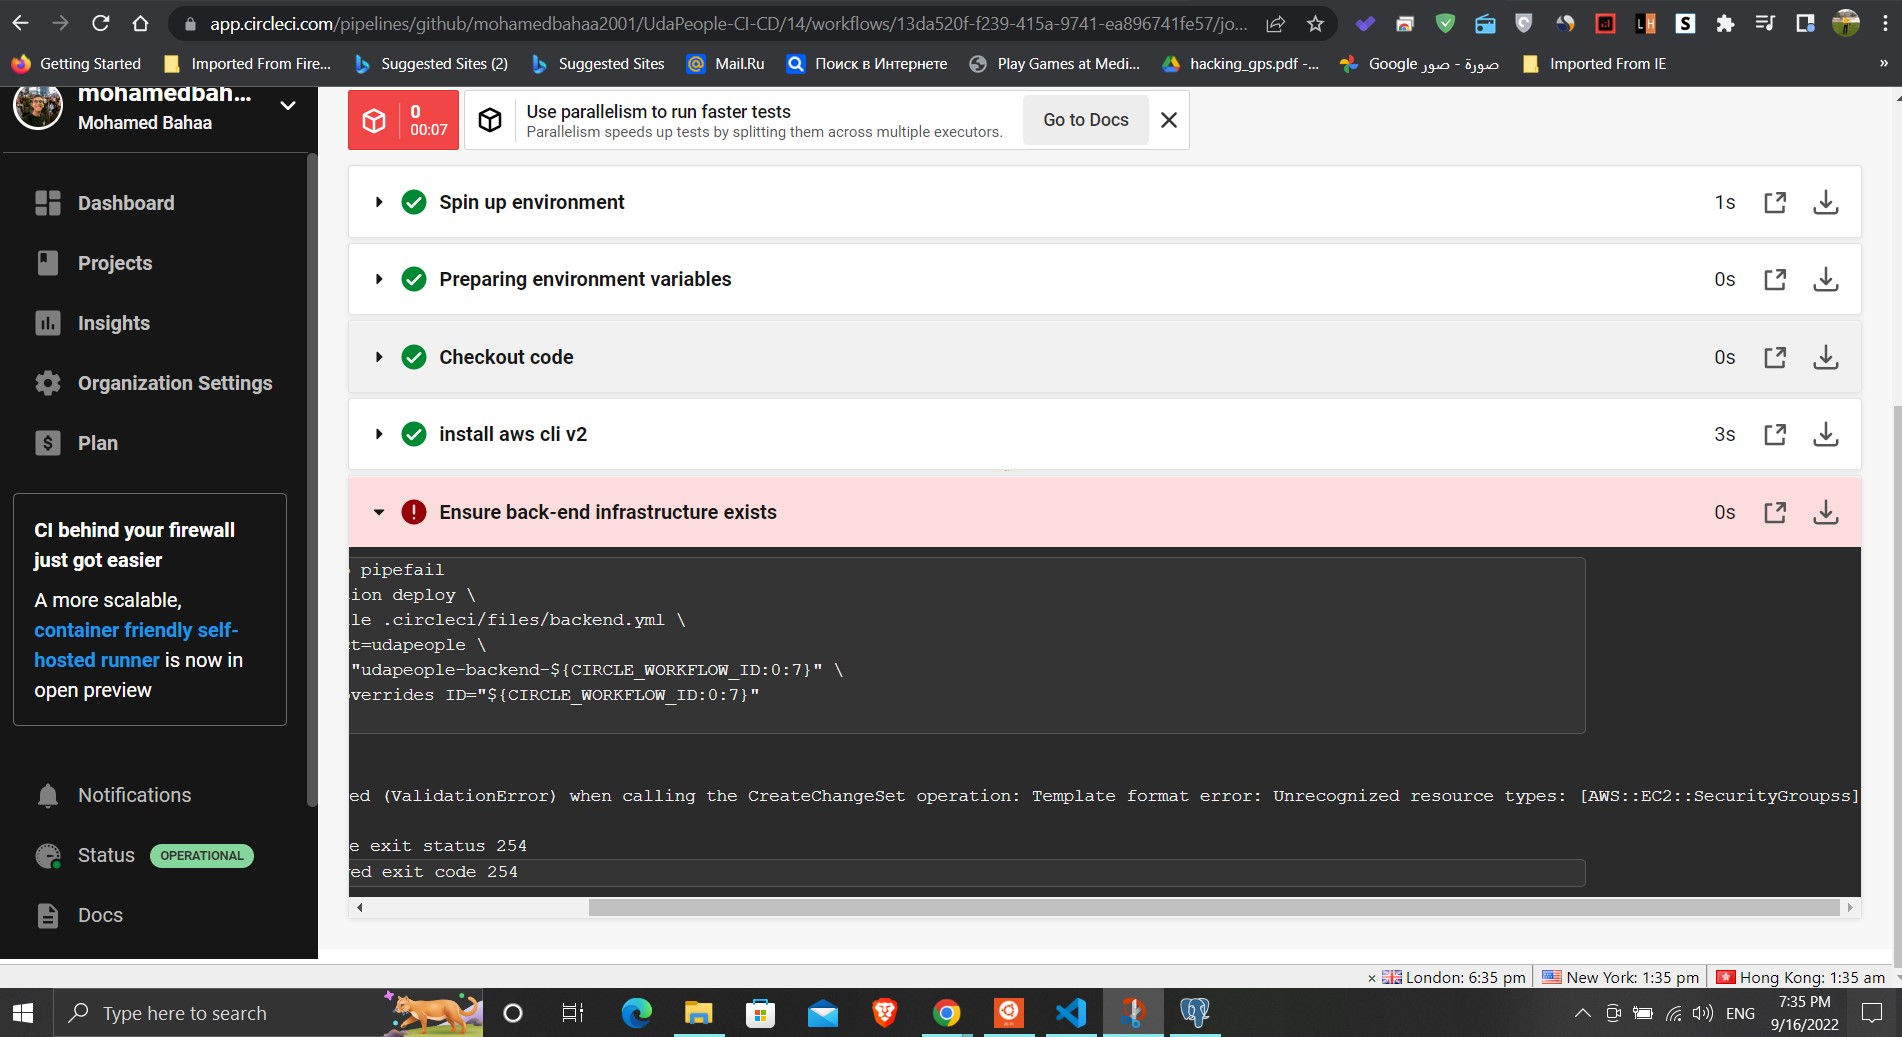 app.circleci.com/pipelines/github/mohamedbahaa2001/UdaPeople-CI-CD/14/workflows/13da520f-f239-415a-9741-ea896741fe57/jo...
Getting Started
Imported From Fire...
Suggested Sites (2)
Suggested Sites
Mail.Ru
Поиск в Интернете
Play Games at Medi...
hacking_gps.pdf -...
Google صورة - صور
Imported From IE
»
mohamedbah...
Mohamed Bahaa
0
00:07
Use parallelism to run faster tests
Parallelism speeds up tests by splitting them across multiple executors.
Go to Docs
Dashboard
Projects
Insights
Organization Settings
Plan
CI behind your firewall
just got easier
A more scalable,
container friendly self-
hosted runner is now in
open preview
Notifications
Status OPERATIONAL
Docs
Spin up environment 1s
Preparing environment variables 0s
Checkout code 0s
install aws cli v2 3s
Ensure back-end infrastructure exists 0s
pipefail
ion deploy \
le .circleci/files/backend.yml \
t=udapeople \
"udapeople-backend-${CIRCLE_WORKFLOW_ID:0:7}" \
verrides ID="${CIRCLE_WORKFLOW_ID:0:7}"
ed (ValidationError) when calling the CreateChangeSet operation: Template format error: Unrecognized resource types: [AWS::EC2::SecurityGroupss]
e exit status 254
ed exit code 254
× London: 6:35 pm
New York: 1:35 pm
Hong Kong: 1:35 am
Type here to search
ENG
7:35 PM
9/16/2022